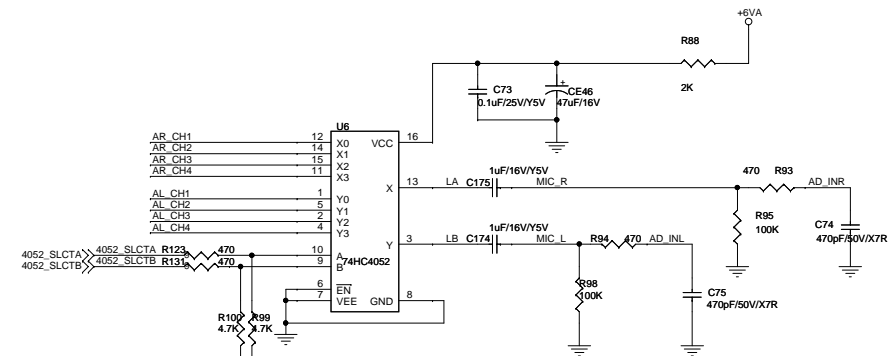 +6VA
R88
2K
C73
0.1uF/25V/Y5V
CE46
+
47uF/16V
U6
AR_CH1 12 X0 VCC 16
AR_CH2 14 X1
AR_CH3 15 X2
AR_CH4 11 X3
X 13 LA C175 1uF/16V/Y5V MIC_R 470 R93 AD_INR
AL_CH1 1 Y0
AL_CH2 5 Y1
AL_CH3 2 Y2
AL_CH4 4 Y3
R95
100K
C74
470pF/50V/X7R
Y 3 LB C174 1uF/16V/Y5V MIC_L R94 470 AD_INL
4052_SLCTA 4052_SLCTA R123 470 10 A
4052_SLCTB 4052_SLCTB R131 470 9 B
74HC4052
6 EN
7 VEE GND 8
R98
100K
C75
470pF/50V/X7R
R100 R99
4.7K 4.7K